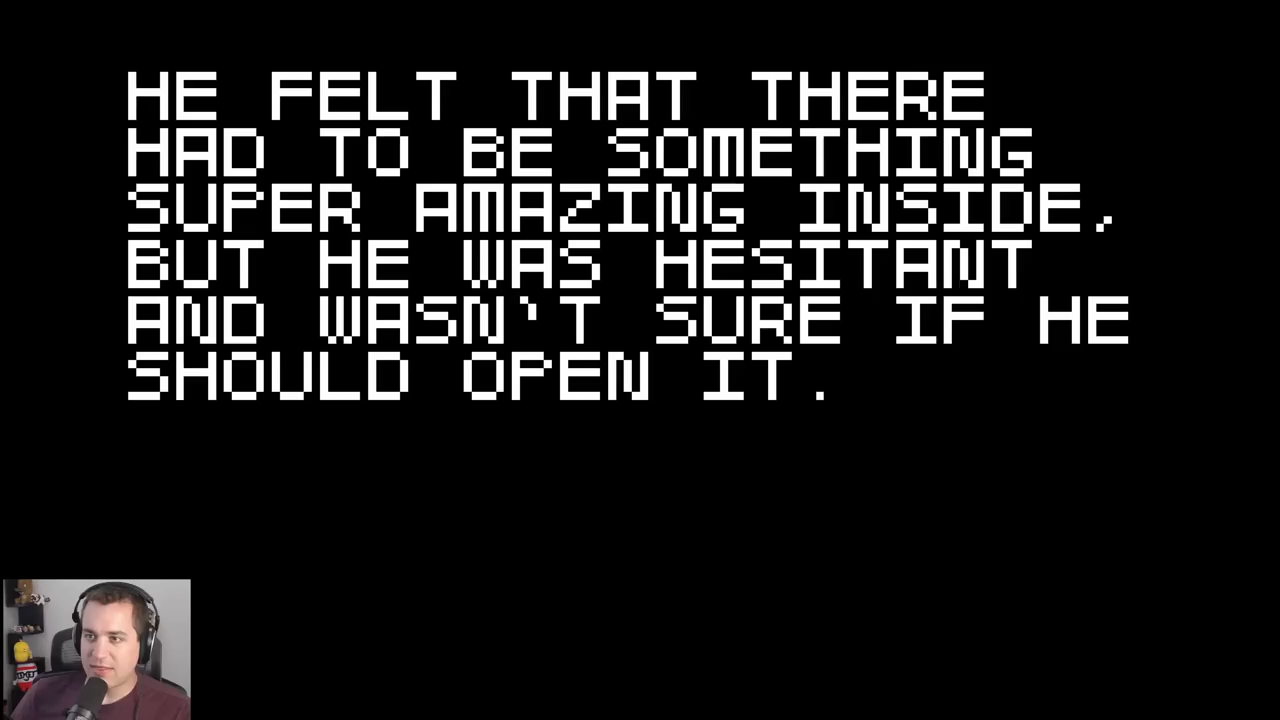 HE FELT THAT THERE
HAD TO BE SOMETHING
SUPER AMAZING INSIDE,
BUT HE WAS HESITANT
AND WASN'T SURE IF HE
SHOULD OPEN IT.